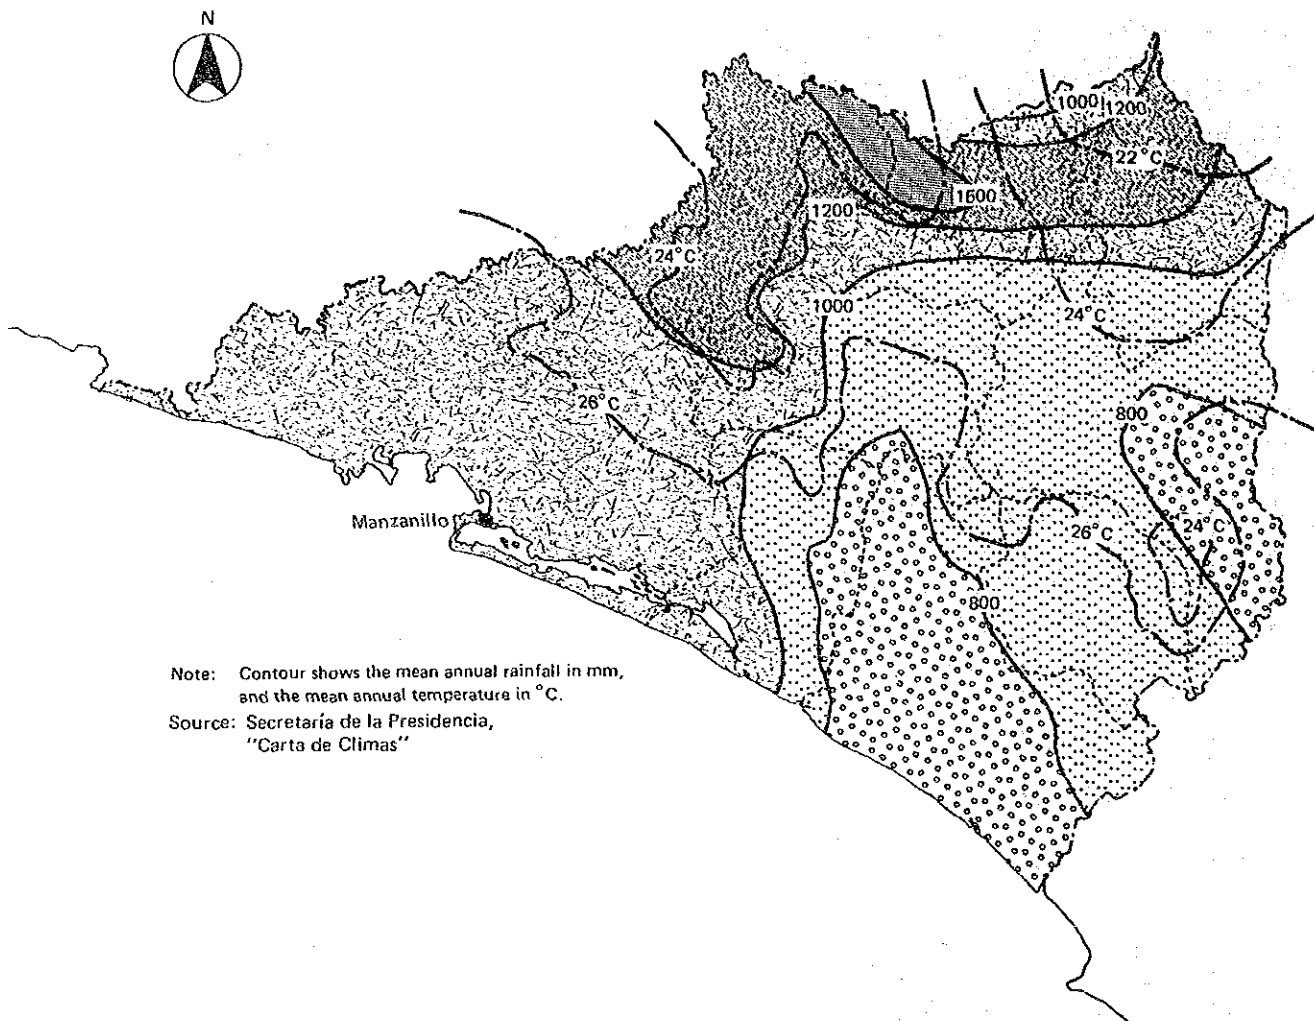 N
1000 1200
22°C
1600
1200
24°C
1000
24°C
26°C
800
Manzanillo
24°C
26°C
800
Note: Contour shows the mean annual rainfall in mm,
and the mean annual temperature in °C.
Source: Secretaría de la Presidencia,
"Carta de Climas"